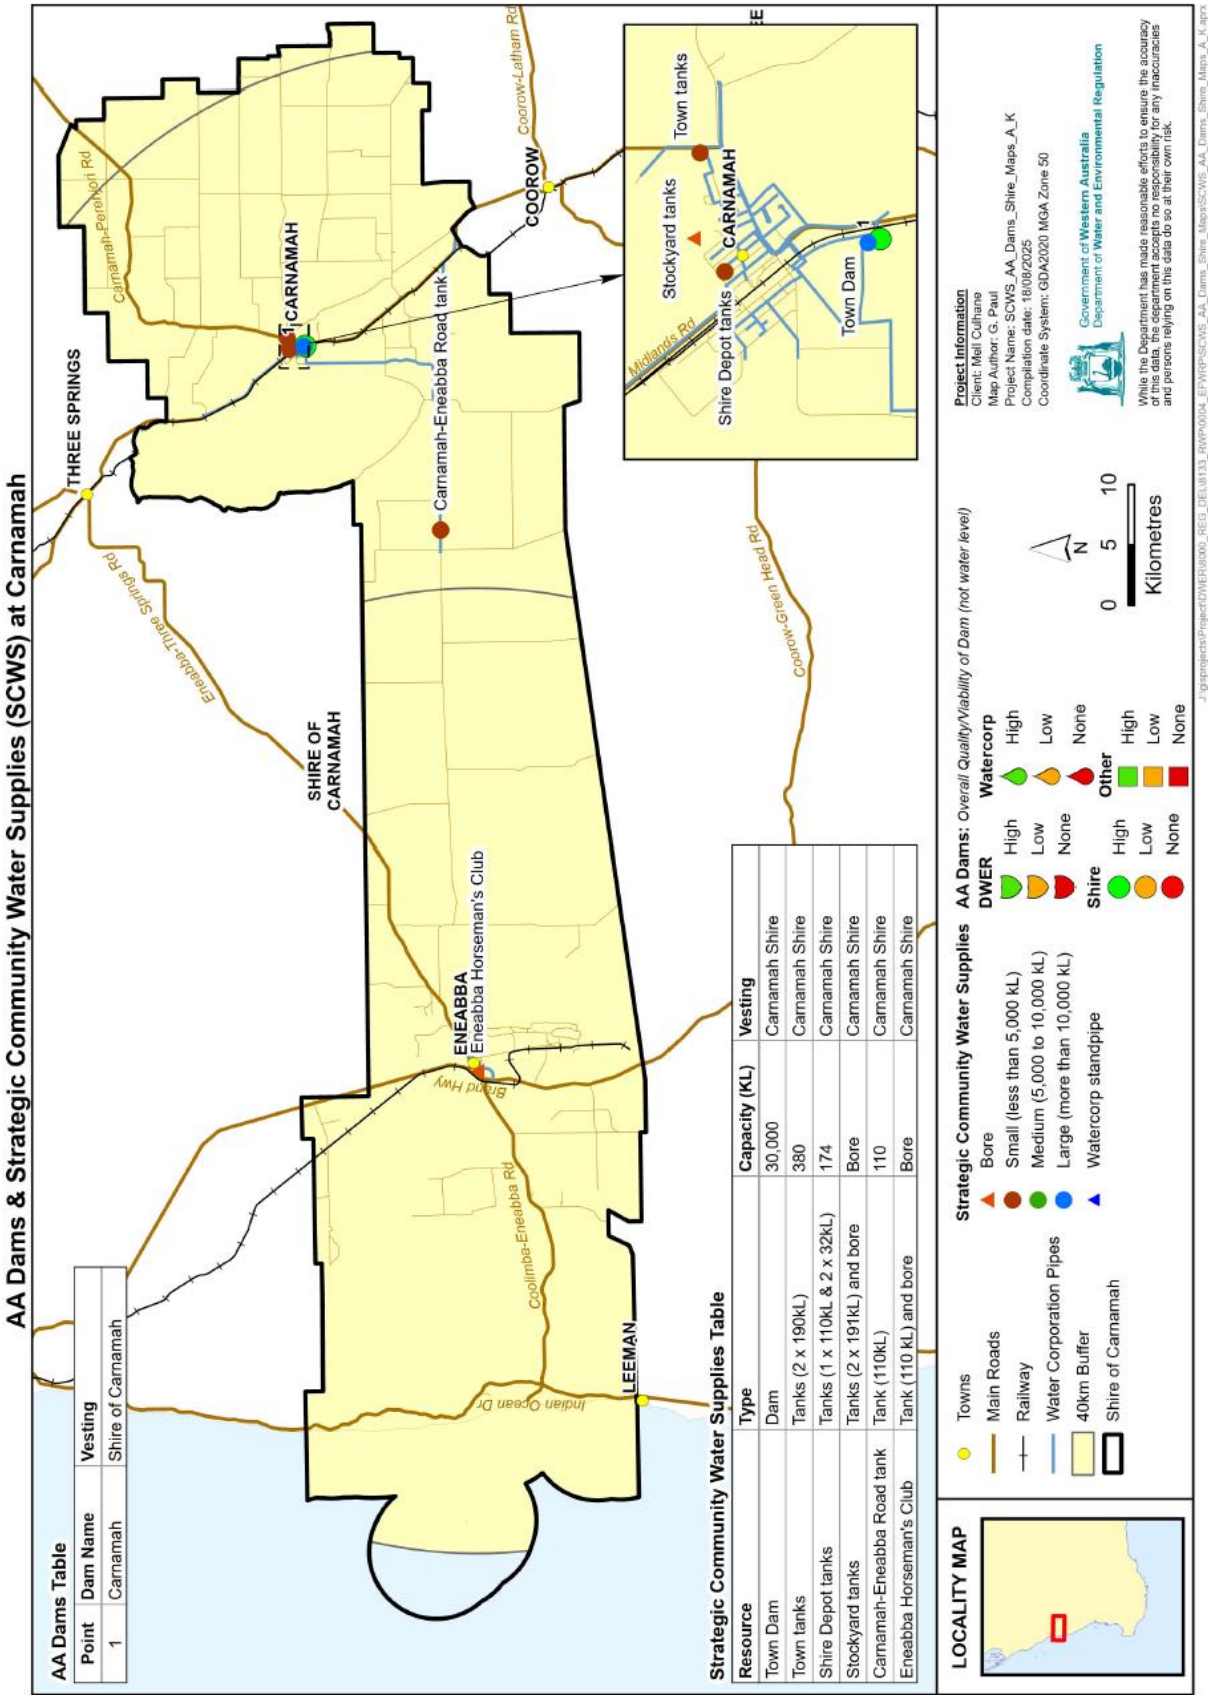 AA Dams & Strategic Community Water Supplies (SCWS) at Carnamah
AA Dams Table
Point Dam Name Vesting
1 Carnamah Shire of Carnamah
THREE SPRINGS
Carnamah-Perenjori Rd
Eneabba-Three Springs Rd
CARNAMAH
1
SHIRE OF
CARNAMAH
Carnamah-Eneabba Road tank
COOROW
Coorow-Latham Rd
ENEABBA
Eneabba Horseman's Club
Brand Hwy
Coolimba-Eneabba Rd
Indian Ocean Dr
LEEMAN
Coorow-Green Head Rd
EE
Town tanks
Stockyard tanks
CARNAMAH
Shire Depot tanks
Midlands Rd
Town Dam
1
Strategic Community Water Supplies Table
Resource Type Capacity (KL) Vesting
Town Dam Dam 30,000 Carnamah Shire
Town tanks Tanks (2 x 190kL) 380 Carnamah Shire
Shire Depot tanks Tanks (1 x 110kL & 2 x 32kL) 174 Carnamah Shire
Stockyard tanks Tanks (2 x 191kL) and bore Bore Carnamah Shire
Carnamah-Eneabba Road tank Tank (110kL) 110 Carnamah Shire
Eneabba Horseman's Club Tank (110 kL) and bore Bore Carnamah Shire
LOCALITY MAP
Towns
Main Roads
Railway
Water Corporation Pipes
40km Buffer
Shire of Carnamah
Strategic Community Water Supplies
Bore
Small (less than 5,000 kL)
Medium (5,000 to 10,000 kL)
Large (more than 10,000 kL)
Watercorp standpipe
AA Dams: Overall Quality/Viability of Dam (not water level)
DWER
High
Low
None
Watercorp
High
Low
None
Shire
High
Low
None
Other
High
Low
None
N
0 5 10
Kilometres
Project Information
Client: Mell Culhane
Map Author: G. Paul
Project Name: SCWS_AA_Dams_Shire_Maps_A_K
Compilation date: 18/08/2025
Coordinate System: GDA2020 MGA Zone 50
Government of Western Australia
Department of Water and Environmental Regulation
While the Department has made reasonable efforts to ensure the accuracy
of this data, the department accepts no responsibility for any inaccuracies
and persons relying on this data do so at their own risk.